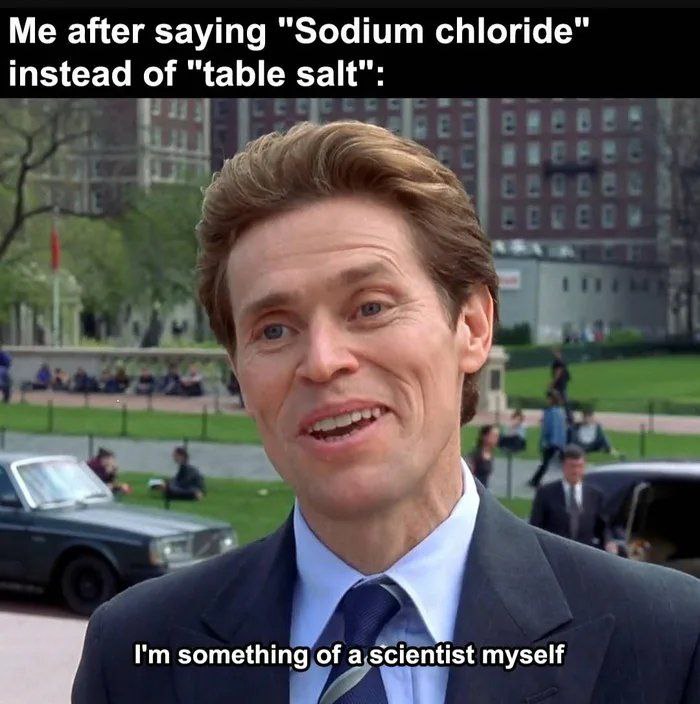 Me after saying "Sodium chloride"
instead of "table salt":
I'm something of a scientist myself